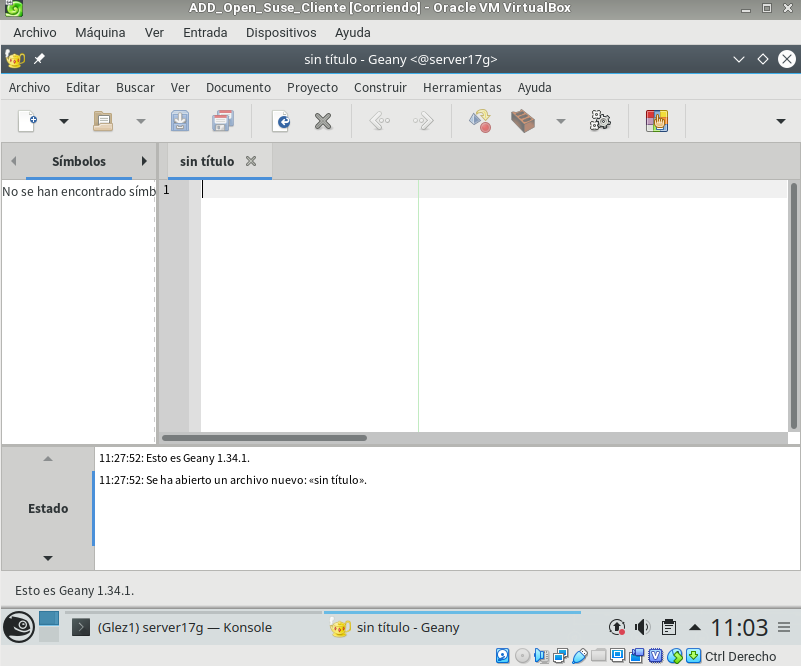 ADD_Open_Suse_Cliente [Corriendo] - Oracle VM VirtualBox
Archivo Máquina Ver Entrada Dispositivos Ayuda
sin título - Geany <@server17g>
Archivo Editar Buscar Ver Documento Proyecto Construir Herramientas Ayuda
Símbolos sin título
No se han encontrado símb 1
11:27:52: Esto es Geany 1.34.1.
11:27:52: Se ha abierto un archivo nuevo: «sin título».
Estado
Esto es Geany 1.34.1.
(Glez1) server17g — Konsole sin título - Geany 11:03
Ctrl Derecho